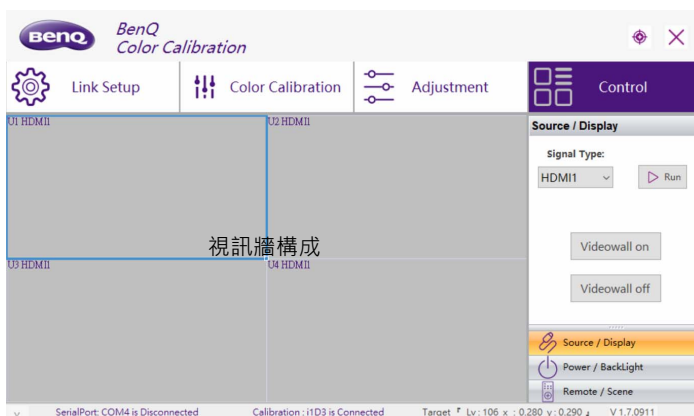 BenQ
BenQ
Color Calibration
Link Setup
Color Calibration
Adjustment
Control
U1 HDMI1
U2 HDMI1
Source / Display
Signal Type:
HDMI1
Run
視訊牆構成
Videowall on
U3 HDMI1
U4 HDMI1
Videowall off
Source / Display
Power / BackLight
Remote / Scene
SerialPort: COM4 is Disconnected
Calibration : i1D3 is Connected
Target
Lv : 106 x : 0.280 y : 0.290
V 1.7.0911